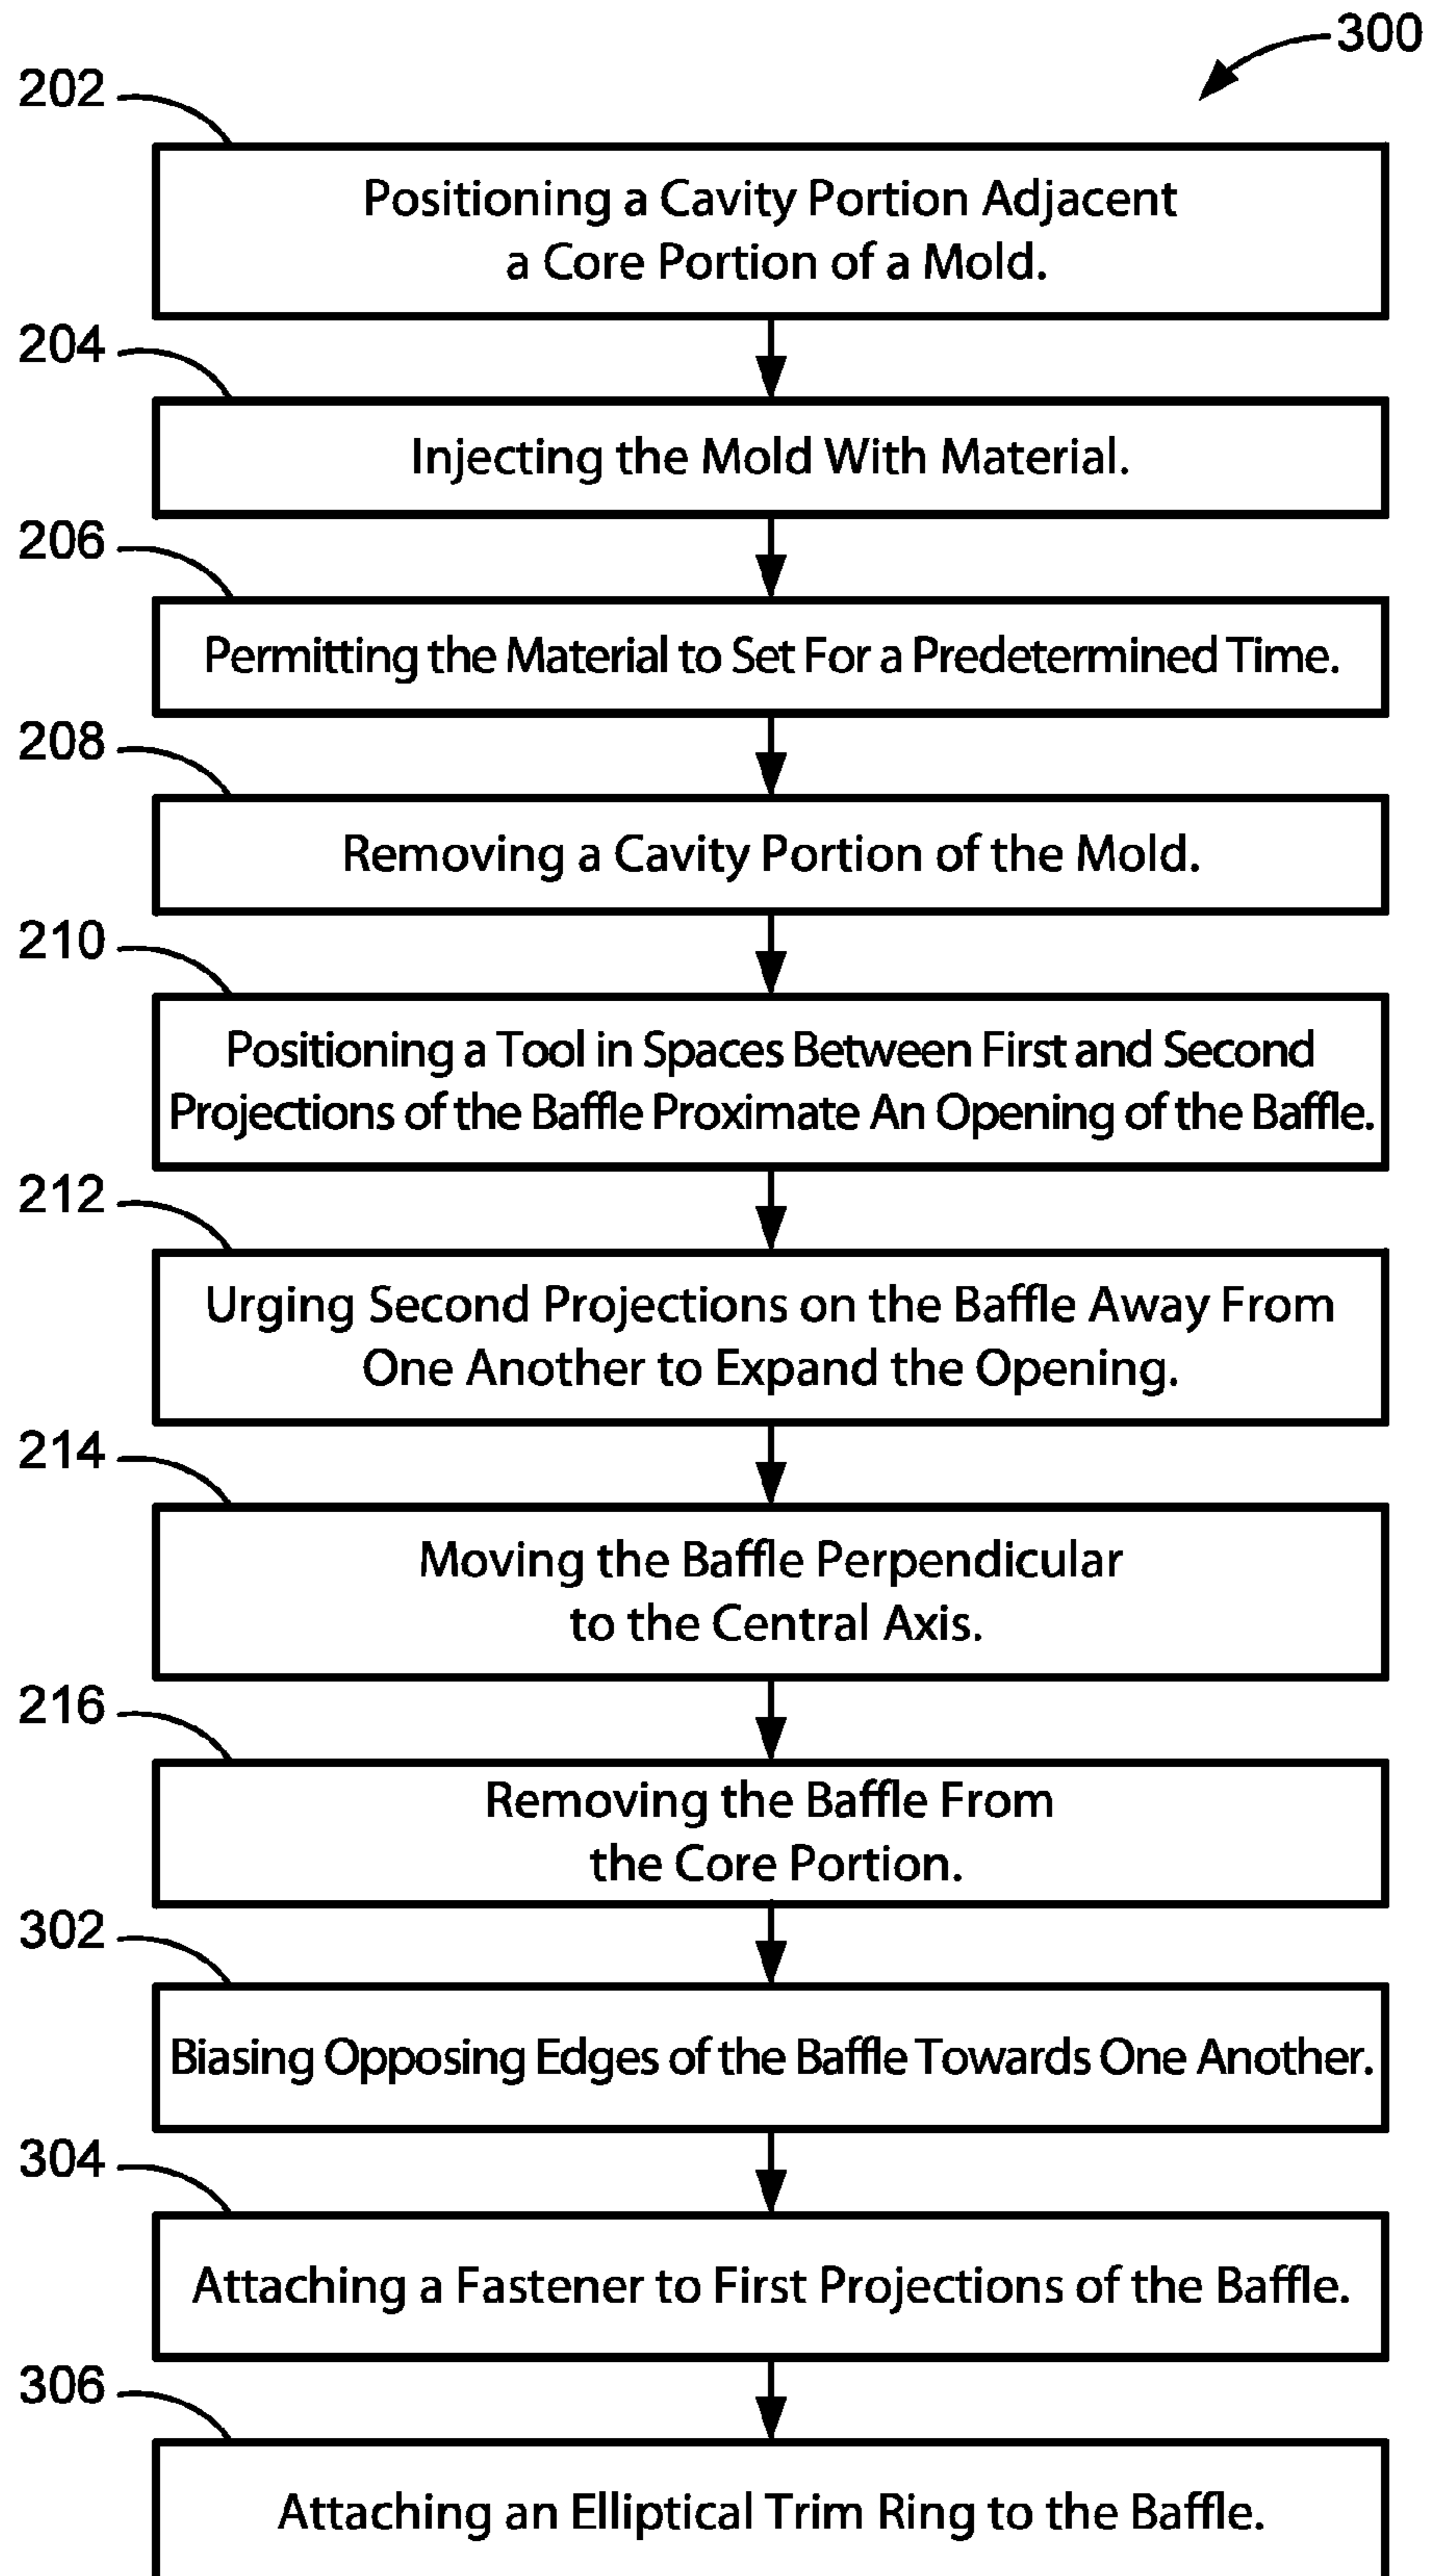 300
202
Positioning a Cavity Portion Adjacent
a Core Portion of a Mold.
204
Injecting the Mold With Material.
206
Permitting the Material to Set For a Predetermined Time.
208
Removing a Cavity Portion of the Mold.
210
Positioning a Tool in Spaces Between First and Second
Projections of the Baffle Proximate An Opening of the Baffle.
212
Urging Second Projections on the Baffle Away From
One Another to Expand the Opening.
214
Moving the Baffle Perpendicular
to the Central Axis.
216
Removing the Baffle From
the Core Portion.
302
Biasing Opposing Edges of the Baffle Towards One Another.
304
Attaching a Fastener to First Projections of the Baffle.
306
Attaching an Elliptical Trim Ring to the Baffle.